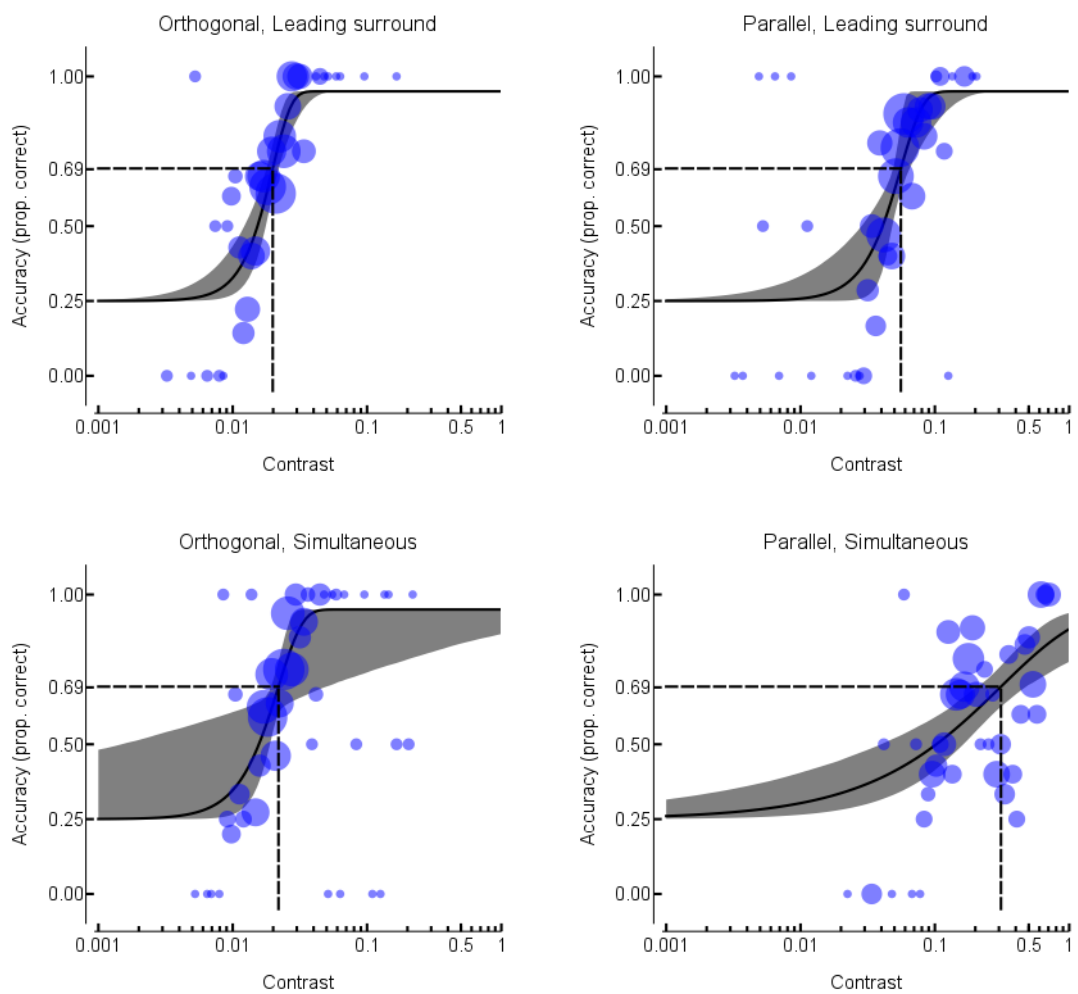 Orthogonal, Leading surround
Accuracy (prop. correct)
1.00
0.69
0.50
0.25
0.00
0.001 0.01 0.1 0.5 1
Contrast
Parallel, Leading surround
Accuracy (prop. correct)
1.00
0.69
0.50
0.25
0.00
0.001 0.01 0.1 0.5 1
Contrast
Orthogonal, Simultaneous
Accuracy (prop. correct)
1.00
0.69
0.50
0.25
0.00
0.001 0.01 0.1 0.5 1
Contrast
Parallel, Simultaneous
Accuracy (prop. correct)
1.00
0.69
0.50
0.25
0.00
0.001 0.01 0.1 0.5 1
Contrast